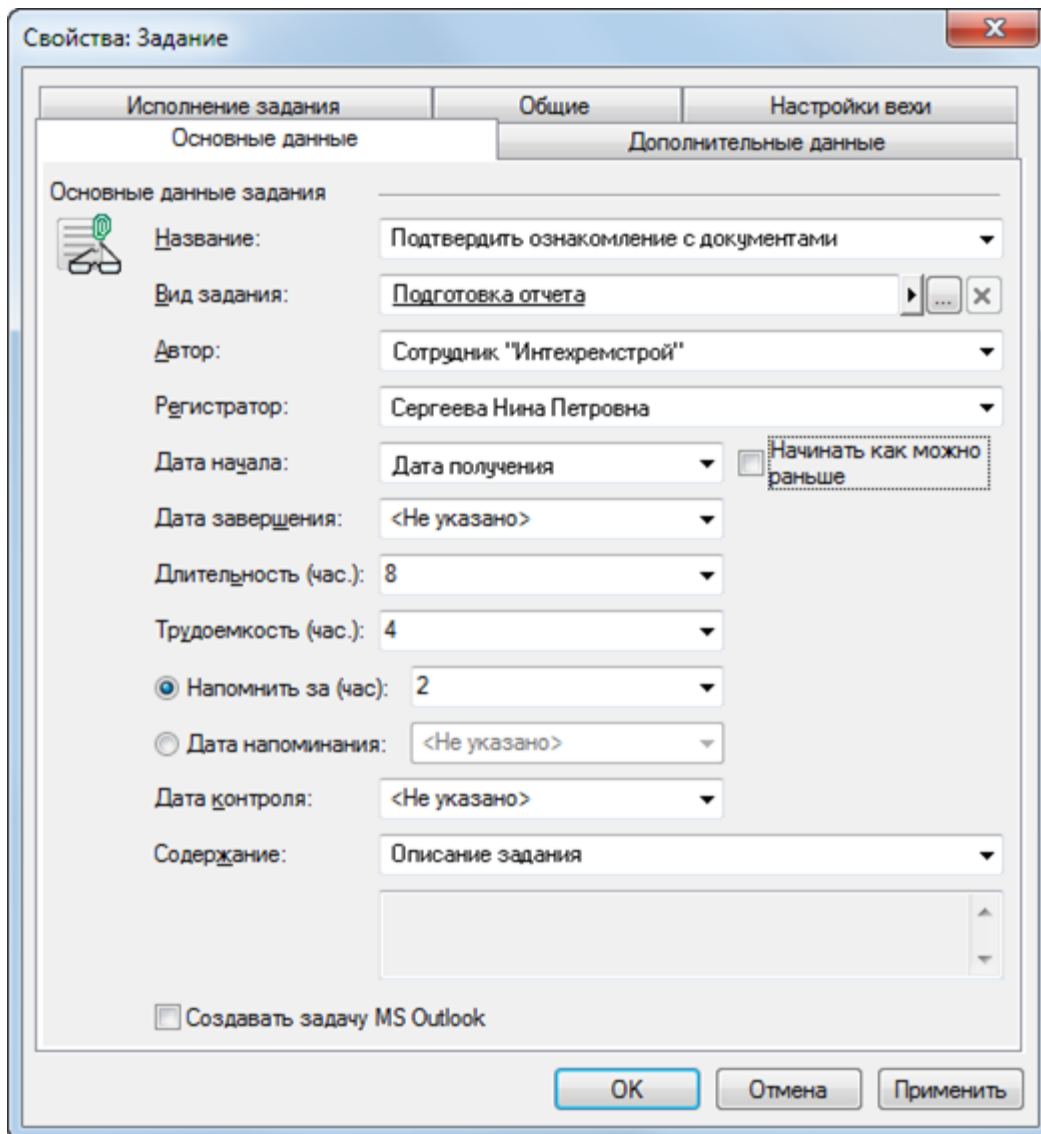 Свойства: Задание
Исполнение задания Общие Настройки вехи
Основные данные Дополнительные данные
Основные данные задания
Название: Подтвердить ознакомление с документами
Вид задания: Подготовка отчета ...
Автор: Сотрудник "Интехремстрой"
Регистратор: Сергеева Нина Петровна
Дата начала: Дата получения Начинать как можно
раньше
Дата завершения: <Не указано>
Длительность (час.): 8
Трудоемкость (час.): 4
Напомнить за (час): 2
Дата напоминания: <Не указано>
Дата контроля: <Не указано>
Содержание: Описание задания
Создавать задачу MS Outlook
OK Отмена Применить